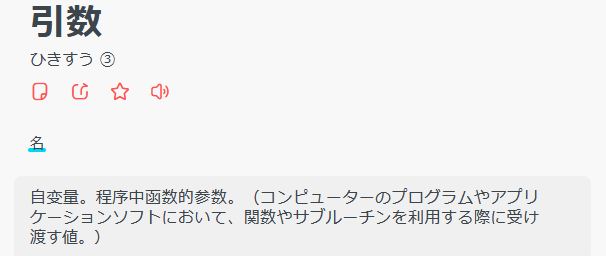 引数
ひきすう ③
名
自变量。程序中函数的参数。（コンピューターのプログラムやアプリ
ケーションソフトにおいて、関数やサブルーチンを利用する際に受け
渡す値。）